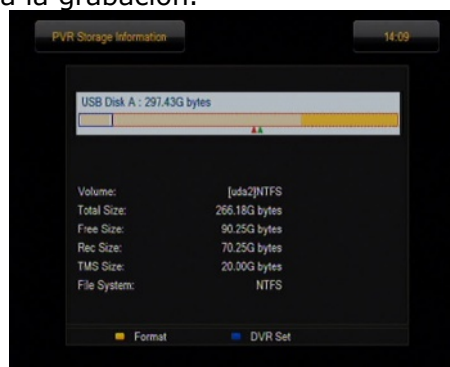 a la grabación.
PVR Storage Information
14:09
USB Disk A : 297.43G bytes
Volume: [uda2]NTFS
Total Size: 266.18G bytes
Free Size: 90.25G bytes
Rec Size: 70.25G bytes
TMS Size: 20.00G bytes
File System: NTFS
Format DVR Set